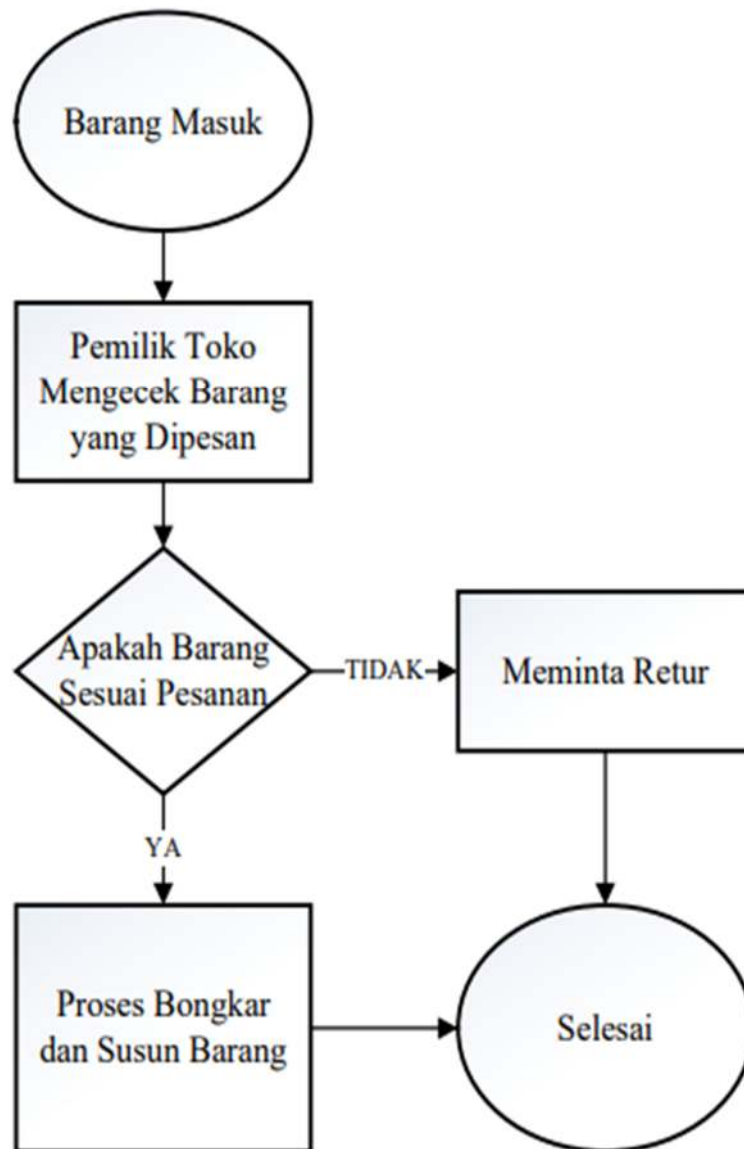 Barang Masuk
Pemilik Toko
Mengecek Barang
yang Dipesan
Apakah Barang
Sesuai Pesanan
TIDAK
Meminta Retur
YA
Proses Bongkar
dan Susun Barang
Selesai